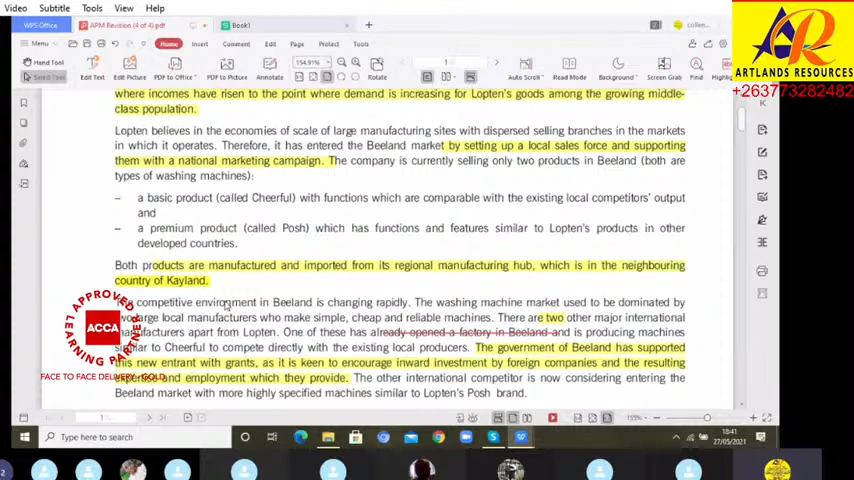 Video Subtitle Tools View Help
WPS Office APM Revision (4 of 4).pdf Book1
Menu Home Insert Comment Edit Page Protect Tools
Hand Tool 154.91% 1
Edit Text Edit Picture PDF to Office PDF to Picture Annotate Rotate Auto Scroll Read Mode Background Screen Grab Find Highlight
ARTLANDS RESOURCES
+263773282482
where incomes have risen to the point where demand is increasing for Lopten's goods among the growing middle-
class population.
Lopten believes in the economies of scale of large manufacturing sites with dispersed selling branches in the markets
in which it operates. Therefore, it has entered the Beeland market by setting up a local sales force and supporting
them with a national marketing campaign. The company is currently selling only two products in Beeland (both are
types of washing machines):
– a basic product (called Cheerful) with functions which are comparable with the existing local competitors' output
and
– a premium product (called Posh) which has functions and features similar to Lopten's products in other
developed countries.
Both products are manufactured and imported from its regional manufacturing hub, which is in the neighbouring
country of Kayland.
competitive environment in Beeland is changing rapidly. The washing machine market used to be dominated by
large local manufacturers who make simple, cheap and reliable machines. There are two other major international
manufacturers apart from Lopten. One of these has already opened a factory in Beeland and is producing machines
similar to Cheerful to compete directly with the existing local producers. The government of Beeland has supported
this new entrant with grants, as it is keen to encourage inward investment by foreign companies and the resulting
expertise and employment which they provide. The other international competitor is now considering entering the
Beeland market with more highly specified machines similar to Lopten's Posh brand.
APPROVED
ACCA
LEARNING PARTNER
FACE TO FACE DELIVERY - GOLD
1 155%
Type here to search
18:41
27/05/2021